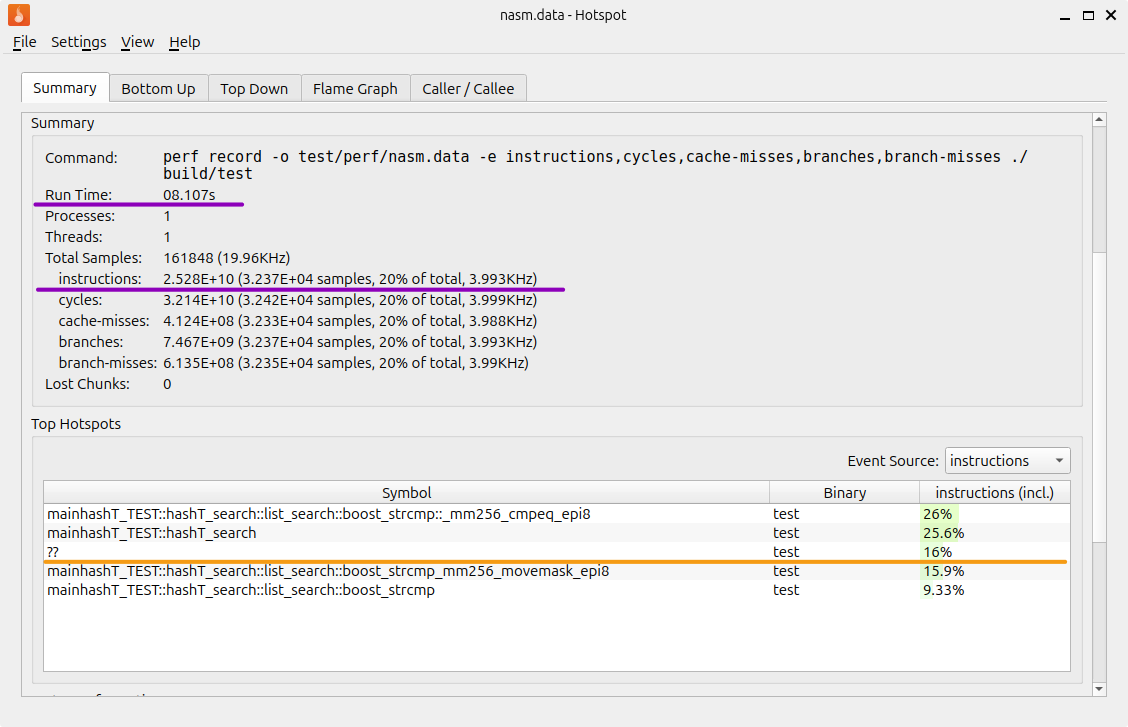 nasm.data - Hotspot
File Settings View Help
Summary Bottom Up Top Down Flame Graph Caller / Callee
Summary
Command: perf record -o test/perf/nasm.data -e instructions,cycles,cache-misses,branches,branch-misses ./
build/test
Run Time: 08.107s
Processes: 1
Threads: 1
Total Samples: 161848 (19.96KHz)
instructions: 2.528E+10 (3.237E+04 samples, 20% of total, 3.993KHz)
cycles: 3.214E+10 (3.242E+04 samples, 20% of total, 3.999KHz)
cache-misses: 4.124E+08 (3.233E+04 samples, 20% of total, 3.988KHz)
branches: 7.467E+09 (3.237E+04 samples, 20% of total, 3.993KHz)
branch-misses: 6.135E+08 (3.235E+04 samples, 20% of total, 3.99KHz)
Lost Chunks: 0
Top Hotspots
Event Source: instructions
Symbol Binary instructions (incl.)
mainhashT_TEST::hashT_search::list_search::boost_strcmp::_mm256_cmpeq_epi8 test 26%
mainhashT_TEST::hashT_search test 25.6%
?? test 16%
mainhashT_TEST::hashT_search::list_search::boost_strcmp_mm256_movemask_epi8 test 15.9%
mainhashT_TEST::hashT_search::list_search::boost_strcmp test 9.33%